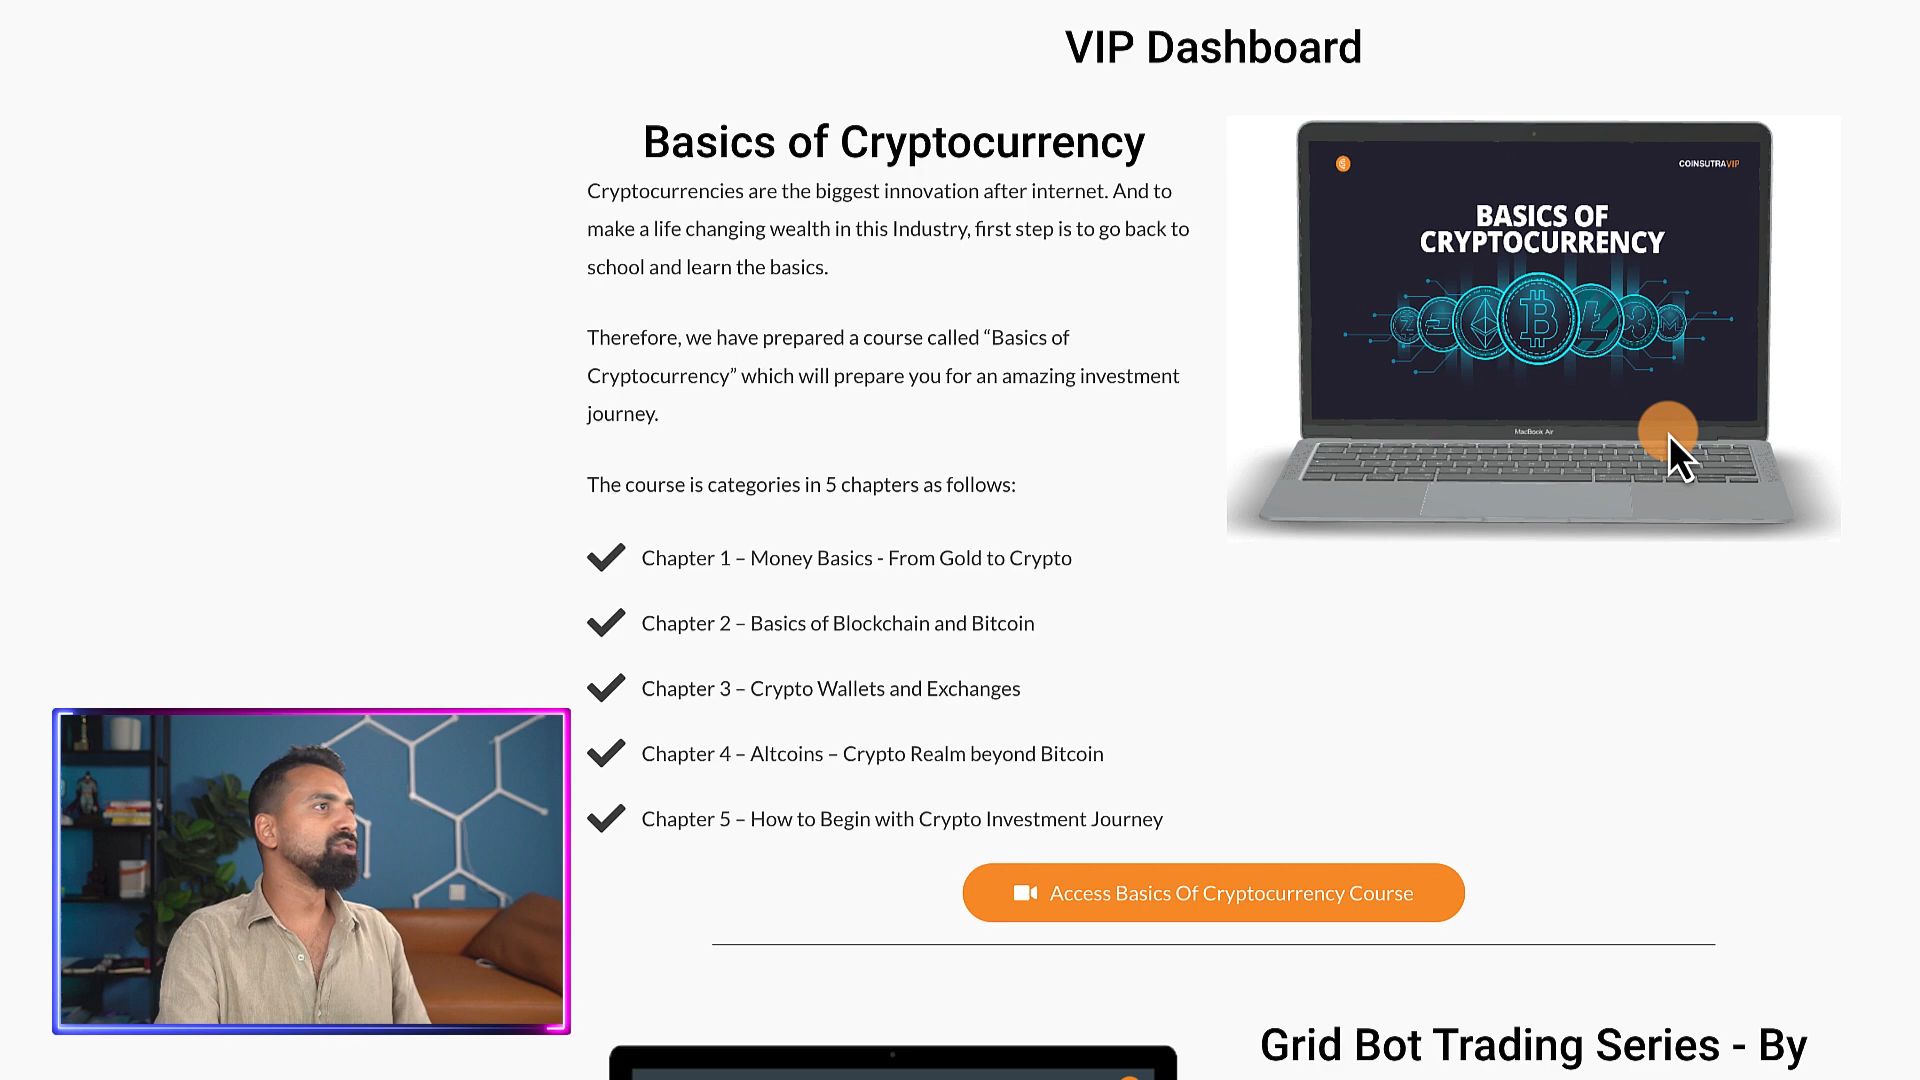 VIP Dashboard
Basics of Cryptocurrency
Cryptocurrencies are the biggest innovation after internet. And to
make a life changing wealth in this Industry, first step is to go back to
school and learn the basics.
Therefore, we have prepared a course called “Basics of
Cryptocurrency” which will prepare you for an amazing investment
journey.
The course is categories in 5 chapters as follows:
Chapter 1 – Money Basics - From Gold to Crypto
Chapter 2 – Basics of Blockchain and Bitcoin
Chapter 3 – Crypto Wallets and Exchanges
Chapter 4 – Altcoins – Crypto Realm beyond Bitcoin
Chapter 5 – How to Begin with Crypto Investment Journey
COINSUTRAVIP
BASICS OF
CRYPTOCURRENCY
MacBook Air
Access Basics Of Cryptocurrency Course
Grid Bot Trading Series - By